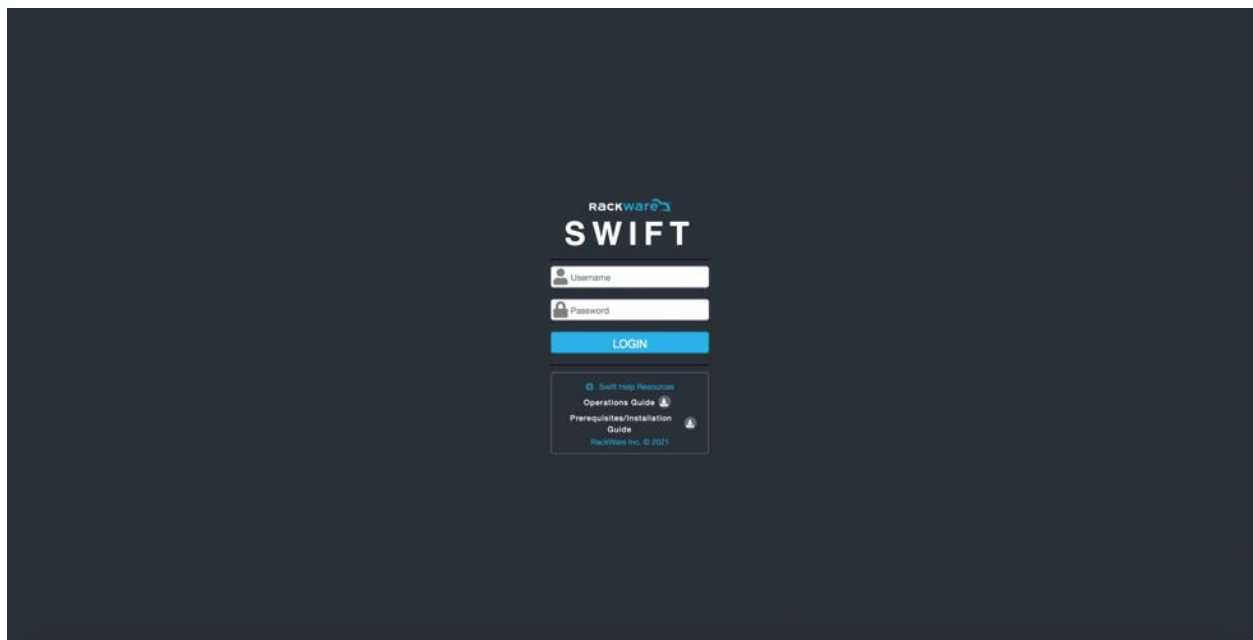 RackWare
SWIFT
Username
Password
LOGIN
Swift Help Resources
Operations Guide
Prerequisites/Installation
Guide
RackWare Inc. © 2021